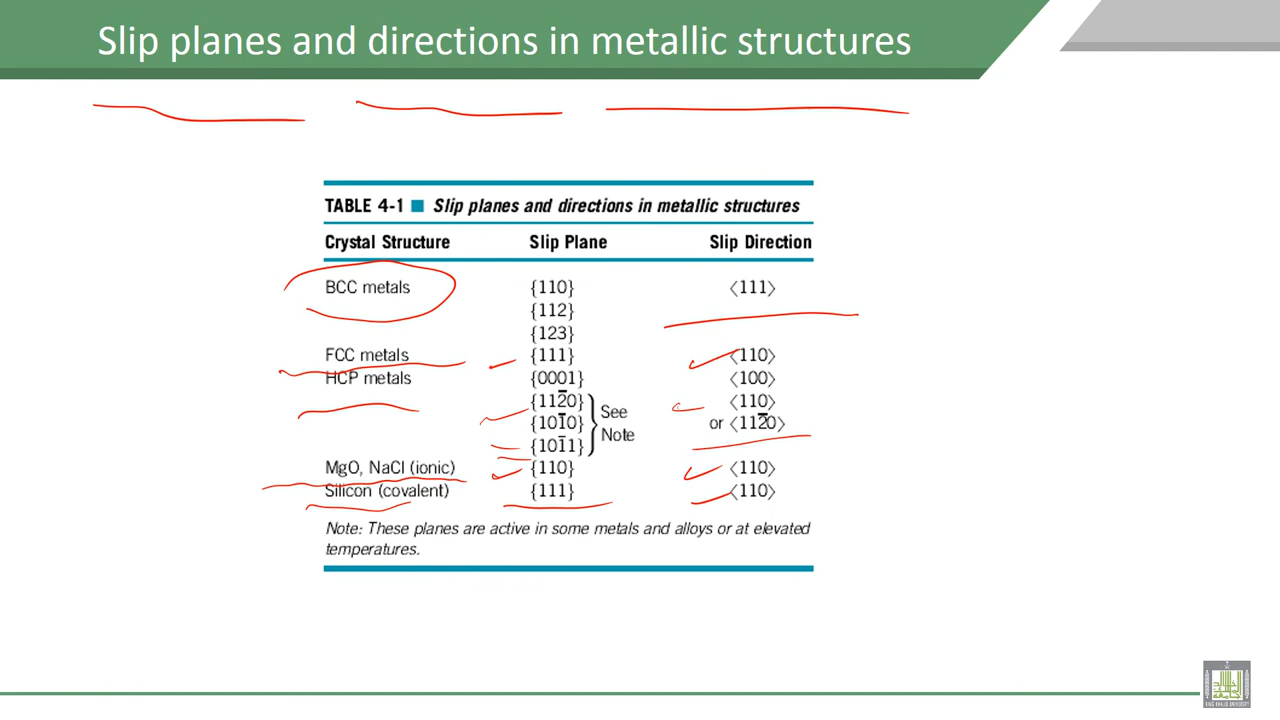 Slip planes and directions in metallic structures
TABLE 4-1 ■ Slip planes and directions in metallic structures
Crystal Structure Slip Plane Slip Direction
BCC metals {110} ⟨111⟩
{112}
{123}
FCC metals {111} ⟨110⟩
HCP metals {0001} ⟨100⟩
{112̅0} See ⟨110⟩
{101̅0} Note or ⟨112̅0⟩
{101̅1}
MgO, NaCl (ionic) {110} ⟨110⟩
Silicon (covalent) {111} ⟨110⟩
Note: These planes are active in some metals and alloys or at elevated
temperatures.
KING KHALID UNIVERSITY